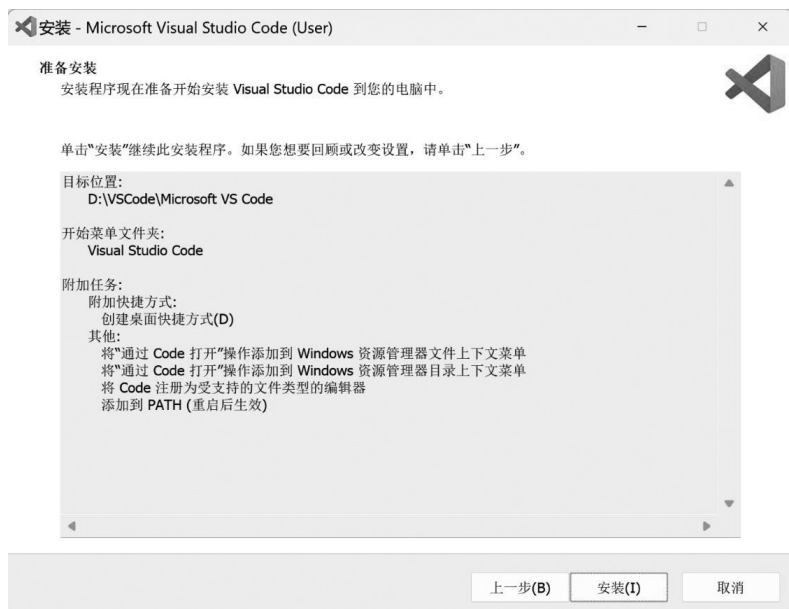 安装 - Microsoft Visual Studio Code (User)
准备安装
安装程序现在准备开始安装 Visual Studio Code 到您的电脑中。
单击“安装”继续此安装程序。如果您想要回顾或改变设置，请单击“上一步”。
目标位置:
D:\VSCode\Microsoft VS Code
开始菜单文件夹:
Visual Studio Code
附加任务:
附加快捷方式:
创建桌面快捷方式(D)
其他:
将“通过 Code 打开”操作添加到 Windows 资源管理器文件上下文菜单
将“通过 Code 打开”操作添加到 Windows 资源管理器目录上下文菜单
将 Code 注册为受支持的文件类型的编辑器
添加到 PATH (重启后生效)
上一步(B) 安装(I) 取消